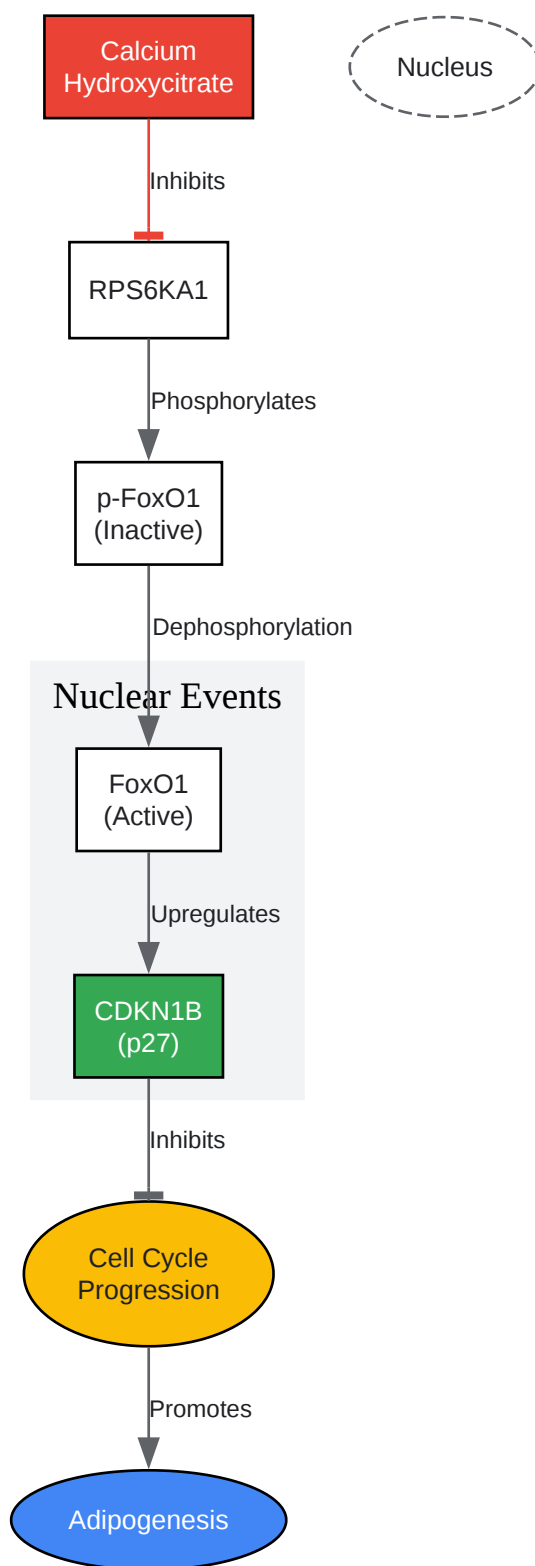 Calcium
Hydroxycitrate
Nucleus
Inhibits
RPS6KA1
Phosphorylates
p-FoxO1
(Inactive)
Dephosphorylation
Nuclear Events
FoxO1
(Active)
Upregulates
CDKN1B
(p27)
Inhibits
Cell Cycle
Progression
Promotes
Adipogenesis